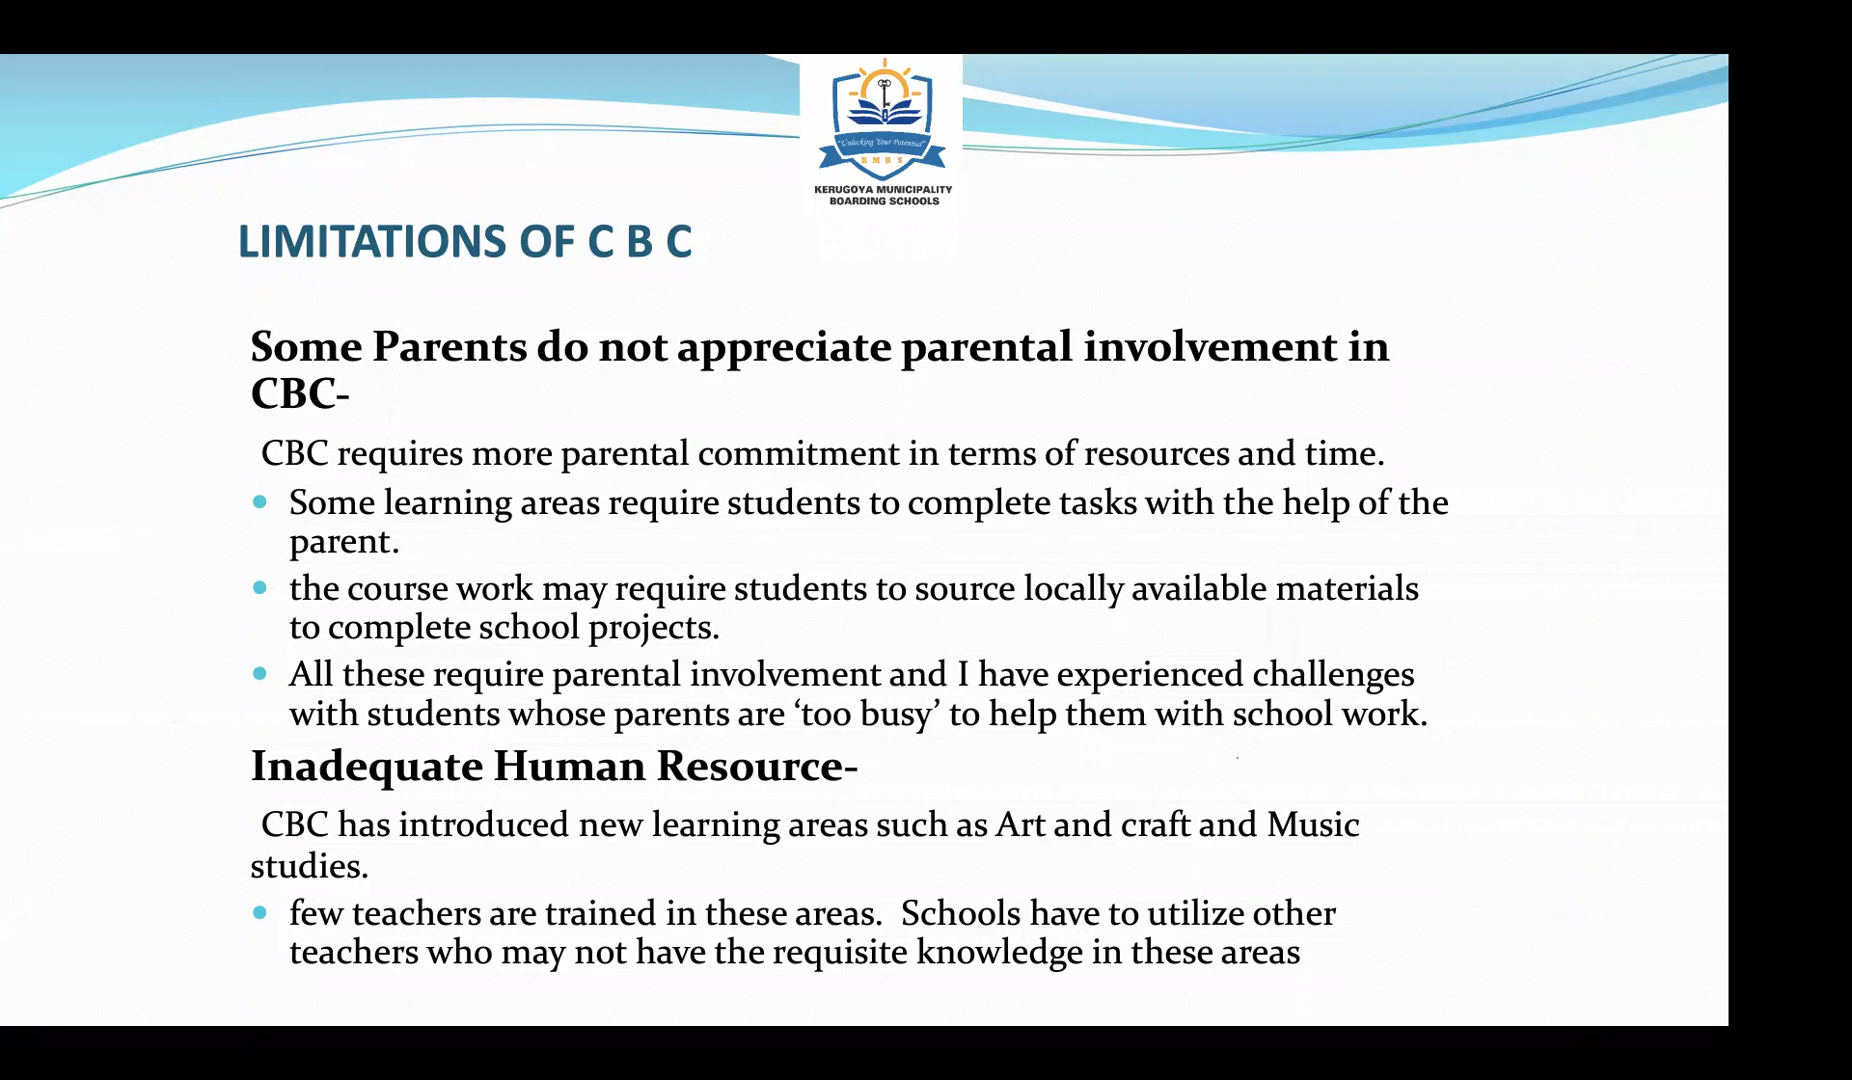 "Unlocking Your Potential"
K M B S
KERUGOYA MUNICIPALITY
BOARDING SCHOOLS
LIMITATIONS OF C B C
Some Parents do not appreciate parental involvement in
CBC-
CBC requires more parental commitment in terms of resources and time.
• Some learning areas require students to complete tasks with the help of the
parent.
• the course work may require students to source locally available materials
to complete school projects.
• All these require parental involvement and I have experienced challenges
with students whose parents are ‘too busy’ to help them with school work.
Inadequate Human Resource-
CBC has introduced new learning areas such as Art and craft and Music
studies.
• few teachers are trained in these areas.  Schools have to utilize other
teachers who may not have the requisite knowledge in these areas